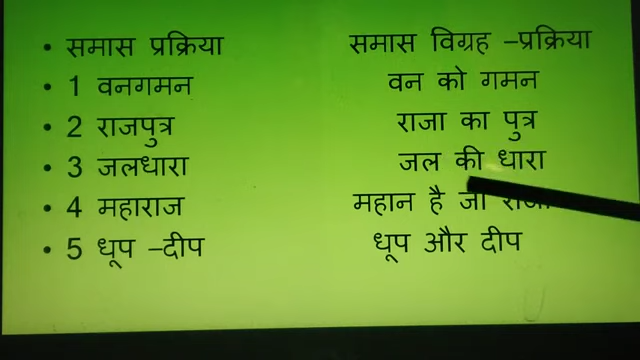 • समास प्रक्रिया समास विग्रह –प्रक्रिया
• 1 वनगमन वन को गमन
• 2 राजपुत्र राजा का पुत्र
• 3 जलधारा जल की धारा
• 4 महाराज महान है जो राजा
• 5 धूप –दीप धूप और दीप